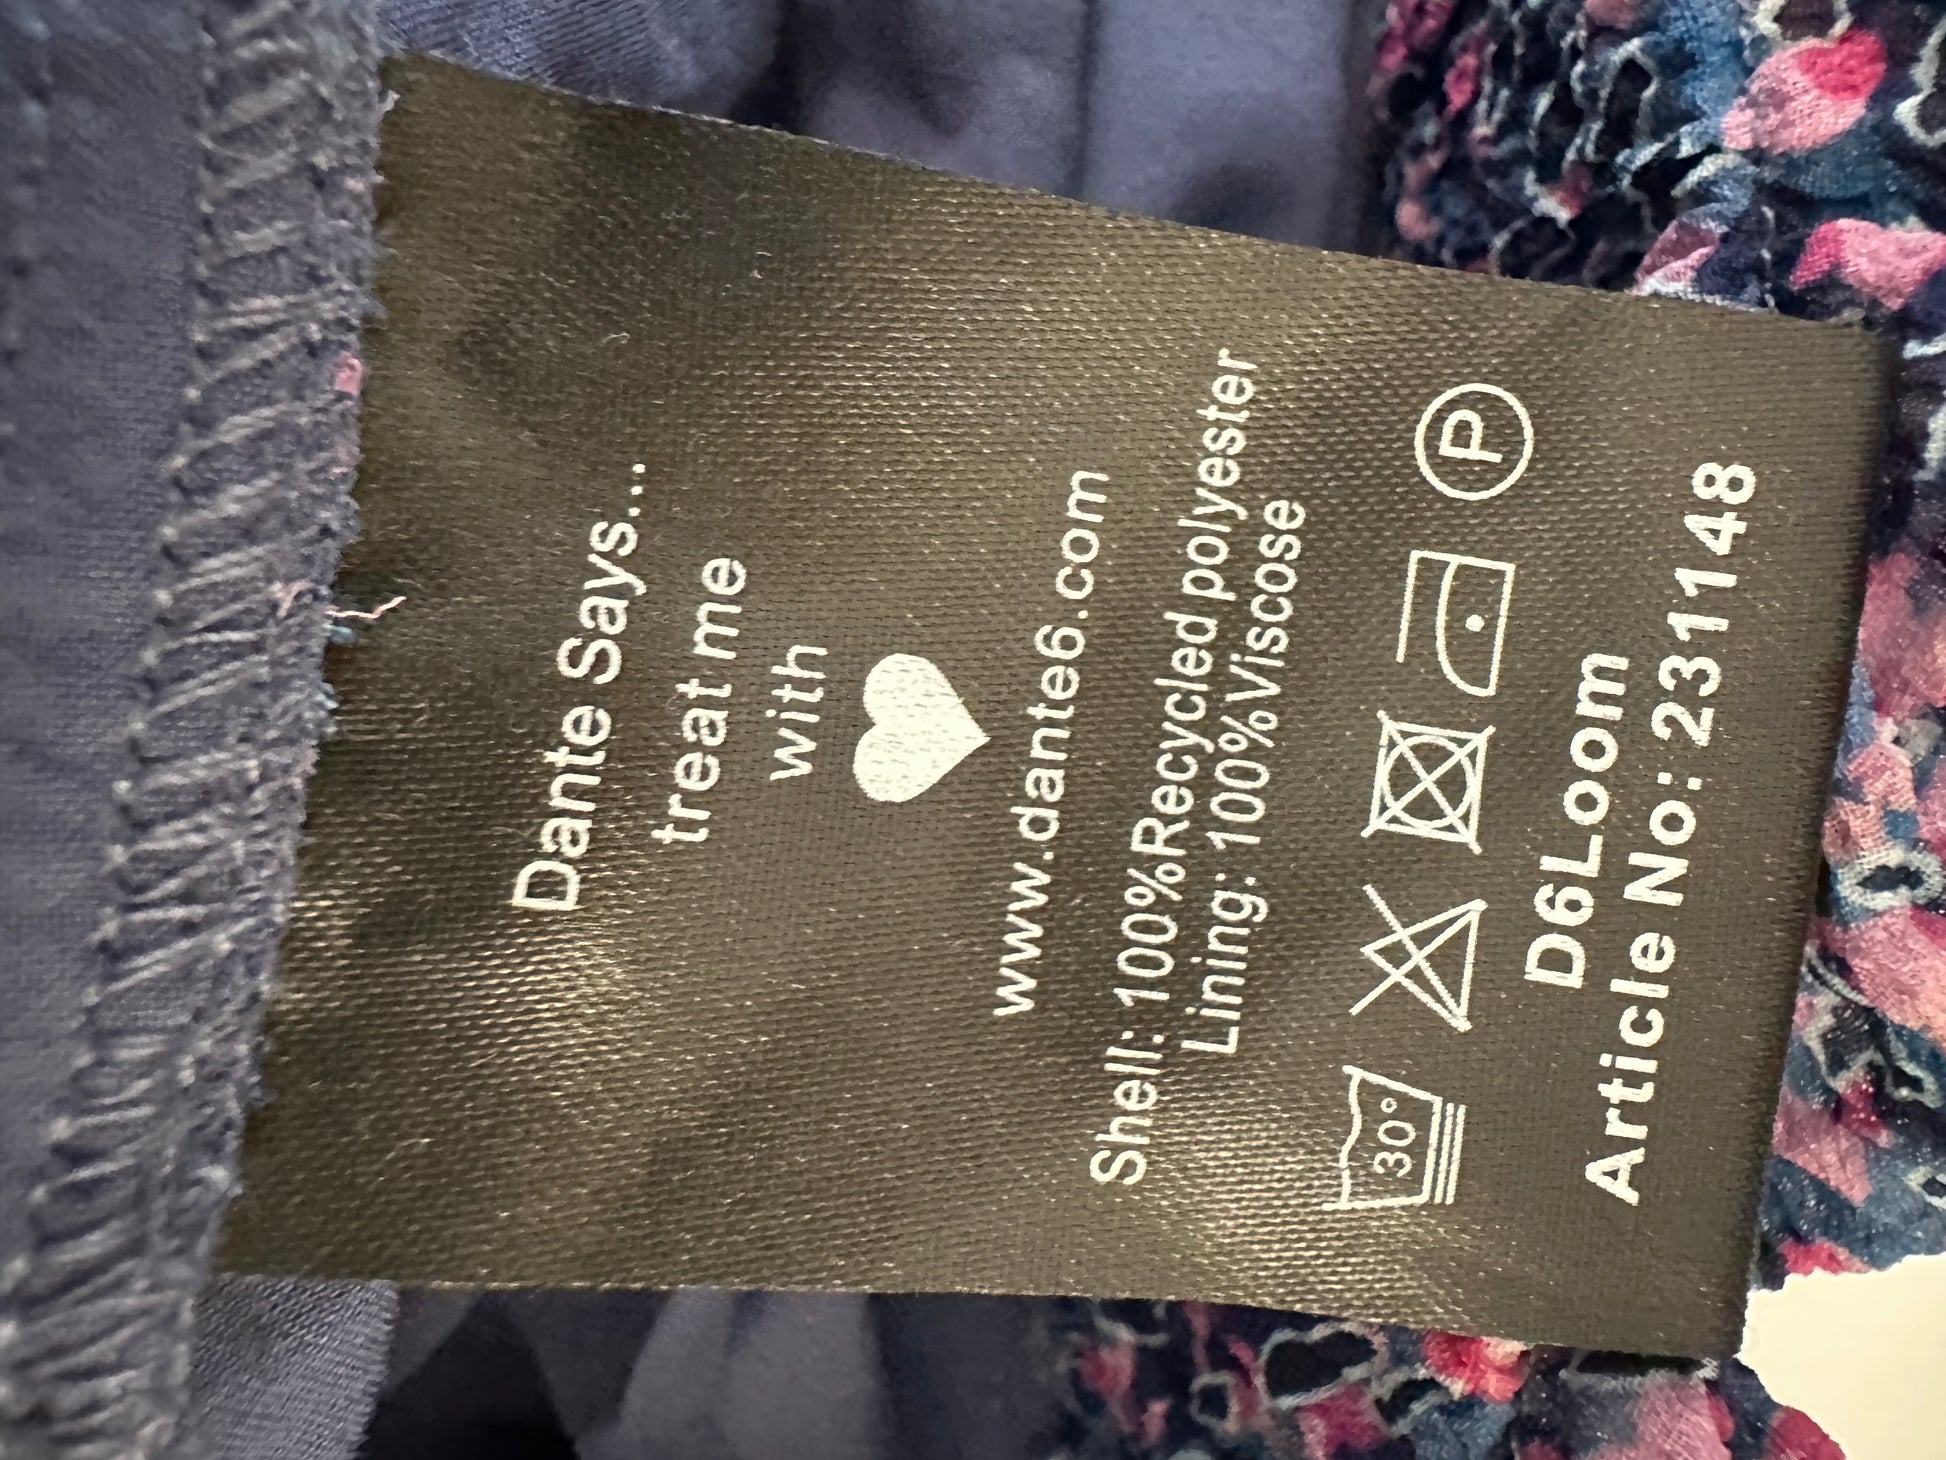 Dante Says...
treat me
with
www.dante6.com
Shell: 100%Recycled polyester
Lining: 100%Viscose
30° P
D6Loom
Article No: 231148